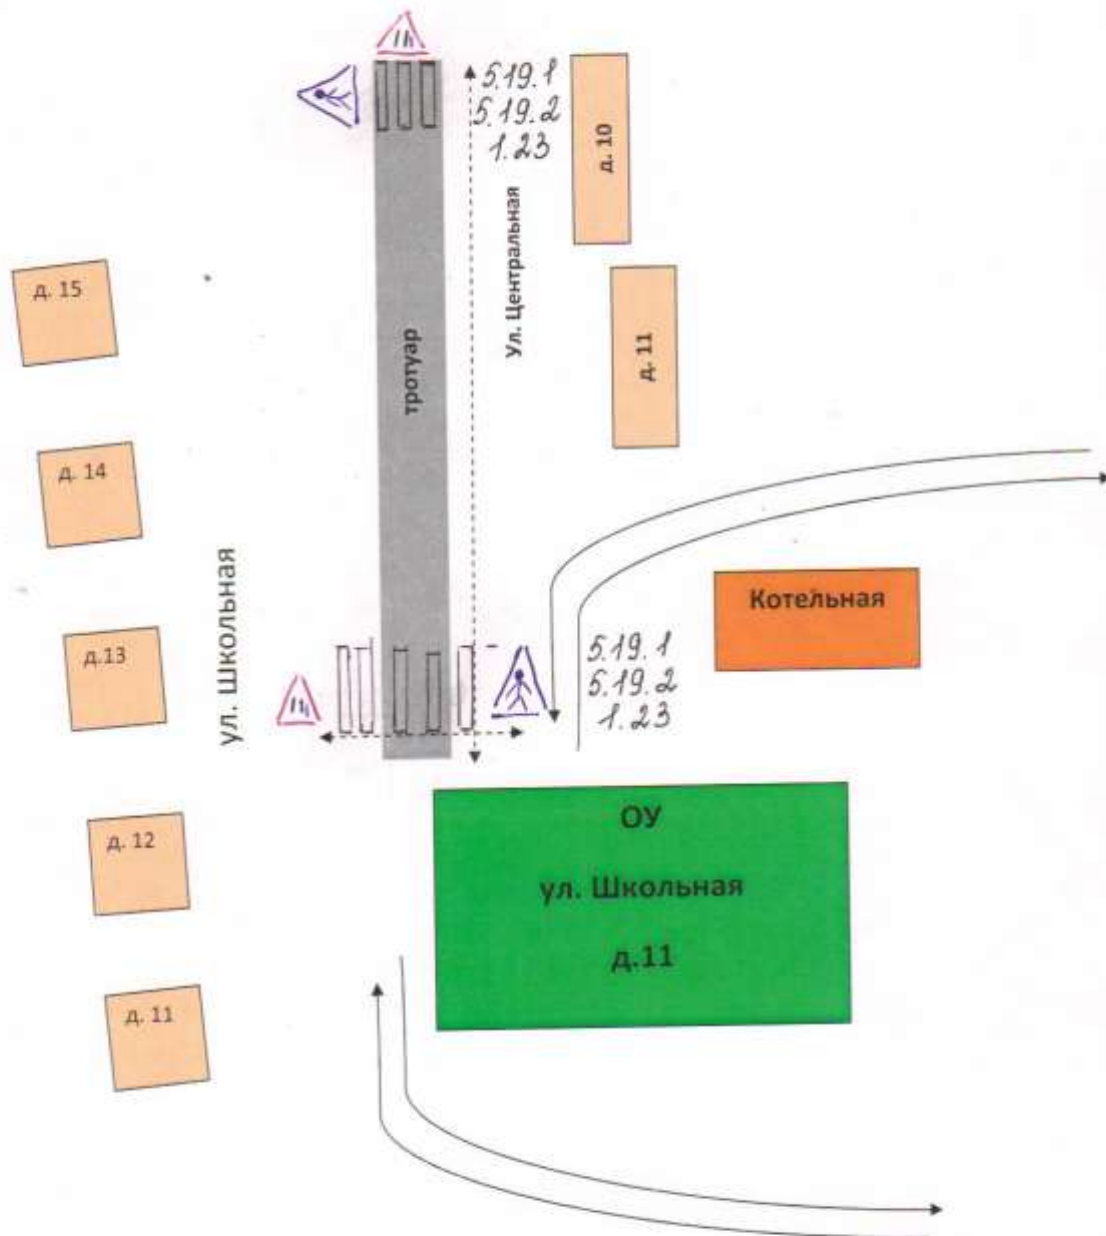 5.19.1
5.19.2
1.23
д. 10
Ул. Центральная
д. 15
тротуар
д. 11
д. 14
ул. Школьная
Котельная
д.13
5.19.1
5.19.2
1.23
ОУ
ул. Школьная
д.11
д. 12
д. 11